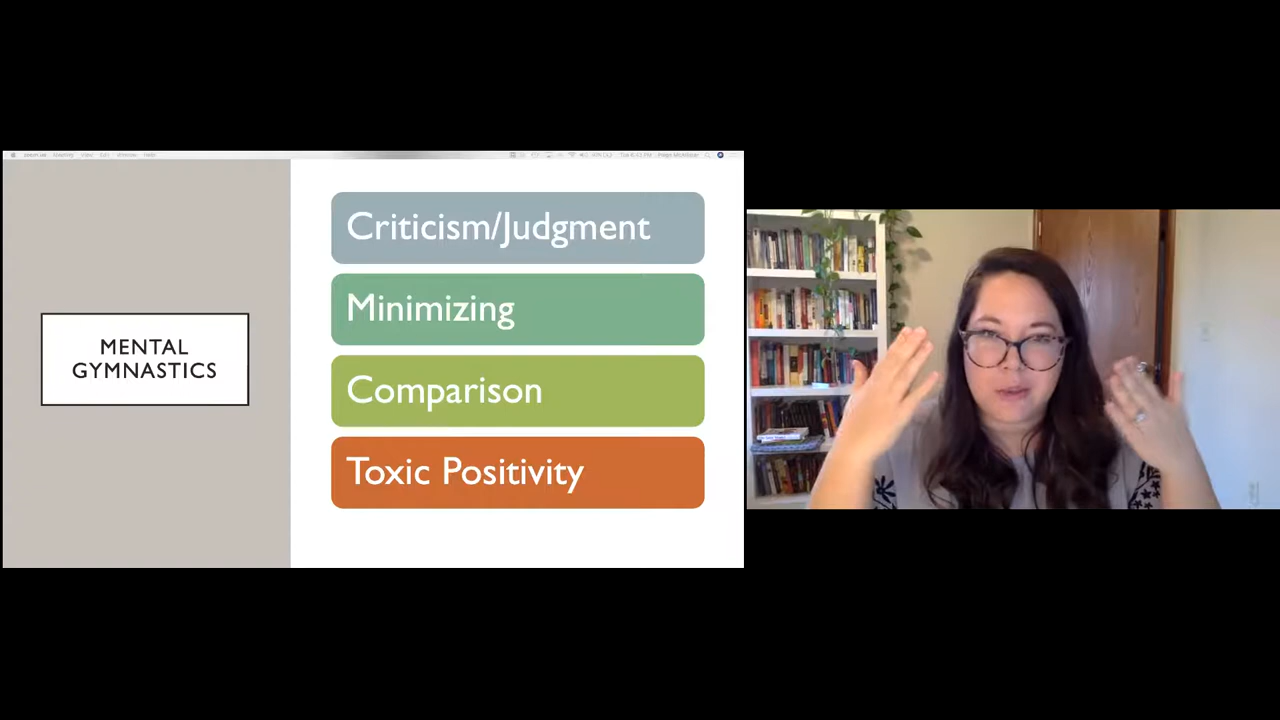 MENTAL
GYMNASTICS
Criticism/Judgment
Minimizing
Comparison
Toxic Positivity